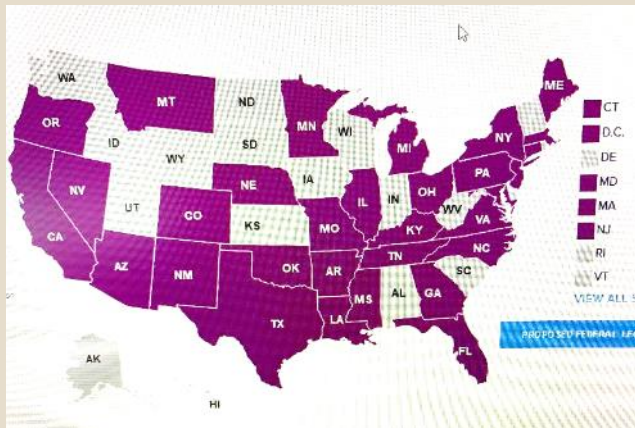 WA
MT
ND
MN
ME
OR
ID
SD
WI
MI
NY
WY
IA
PA
NE
NV
UT
CO
IL
IN
OH
WV
VA
KS
MO
KY
CA
NC
TN
OK
AR
SC
AZ
NM
MS
AL
GA
TX
LA
FL
AK
HI
CT
D.C.
DE
MD
MA
NJ
RI
VT
VIEW ALL
PROPOSED FEDERAL